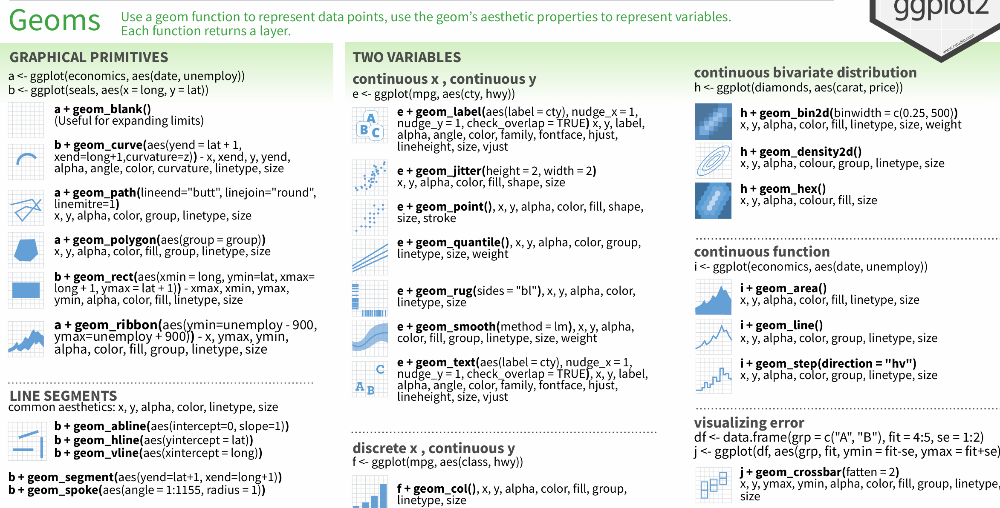 Geoms
Use a geom function to represent data points, use the geom’s aesthetic properties to represent variables.
Each function returns a layer.
ggplot2
www.rstudio.com
GRAPHICAL PRIMITIVES
a <- ggplot(economics, aes(date, unemploy))
b <- ggplot(seals, aes(x = long, y = lat))
a + geom_blank()
(Useful for expanding limits)
b + geom_curve(aes(yend = lat + 1,
xend=long+1,curvature=z)) - x, xend, y, yend,
alpha, angle, color, curvature, linetype, size
a + geom_path(lineend="butt", linejoin="round",
linemitre=1)
x, y, alpha, color, group, linetype, size
a + geom_polygon(aes(group = group))
x, y, alpha, color, fill, group, linetype, size
b + geom_rect(aes(xmin = long, ymin=lat, xmax=
long + 1, ymax = lat + 1)) - xmax, xmin, ymax,
ymin, alpha, color, fill, linetype, size
a + geom_ribbon(aes(ymin=unemploy - 900,
ymax=unemploy + 900)) - x, ymax, ymin,
alpha, color, fill, group, linetype, size
LINE SEGMENTS
common aesthetics: x, y, alpha, color, linetype, size
b + geom_abline(aes(intercept=0, slope=1))
b + geom_hline(aes(yintercept = lat))
b + geom_vline(aes(xintercept = long))
b + geom_segment(aes(yend=lat+1, xend=long+1))
b + geom_spoke(aes(angle = 1:1155, radius = 1))
TWO VARIABLES
continuous x , continuous y
e <- ggplot(mpg, aes(cty, hwy))
A
B C
e + geom_label(aes(label = cty), nudge_x = 1,
nudge_y = 1, check_overlap = TRUE) x, y, label,
alpha, angle, color, family, fontface, hjust,
lineheight, size, vjust
e + geom_jitter(height = 2, width = 2)
x, y, alpha, color, fill, shape, size
e + geom_point(), x, y, alpha, color, fill, shape,
size, stroke
e + geom_quantile(), x, y, alpha, color, group,
linetype, size, weight
e + geom_rug(sides = "bl"), x, y, alpha, color,
linetype, size
e + geom_smooth(method = lm), x, y, alpha,
color, fill, group, linetype, size, weight
C
A B
e + geom_text(aes(label = cty), nudge_x = 1,
nudge_y = 1, check_overlap = TRUE), x, y, label,
alpha, angle, color, family, fontface, hjust,
lineheight, size, vjust
discrete x , continuous y
f <- ggplot(mpg, aes(class, hwy))
f + geom_col(), x, y, alpha, color, fill, group,
linetype, size
continuous bivariate distribution
h <- ggplot(diamonds, aes(carat, price))
h + geom_bin2d(binwidth = c(0.25, 500))
x, y, alpha, color, fill, linetype, size, weight
h + geom_density2d()
x, y, alpha, colour, group, linetype, size
h + geom_hex()
x, y, alpha, colour, fill, size
continuous function
i <- ggplot(economics, aes(date, unemploy))
i + geom_area()
x, y, alpha, color, fill, linetype, size
i + geom_line()
x, y, alpha, color, group, linetype, size
i + geom_step(direction = "hv")
x, y, alpha, color, group, linetype, size
visualizing error
df <- data.frame(grp = c("A", "B"), fit = 4:5, se = 1:2)
j <- ggplot(df, aes(grp, fit, ymin = fit-se, ymax = fit+se)
j + geom_crossbar(fatten = 2)
x, y, ymax, ymin, alpha, color, fill, group, linetype,
size